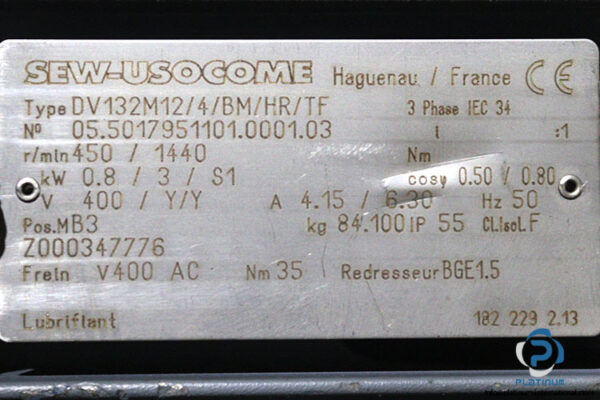 SEW-USOCOME Haguenau / France CE
Type DV132M12/4/BM/HR/TF 3 Phase IEC 34
Nº 05.5017951101.0001.03 i :1
r/min 450 / 1440 Nm
kW 0.8 / 3 / S1 cosφ 0.50 / 0.80
V 400 / Y/Y A 4.15 / 6.30 Hz 50
Pos.MB3 kg 84.100 IP 55 Cl.Isol.F
Z000347776
Frein V400 AC Nm 35 Redresseur BGE1.5
Lubrifiant 182 229 2.13
PLATINUM